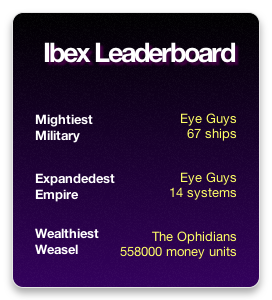 Ibex Leaderboard
Mightiest Military
Eye Guys
67 ships
Expandedest Empire
Eye Guys
14 systems
Wealthiest Weasel
The Ophidians
558000 money units